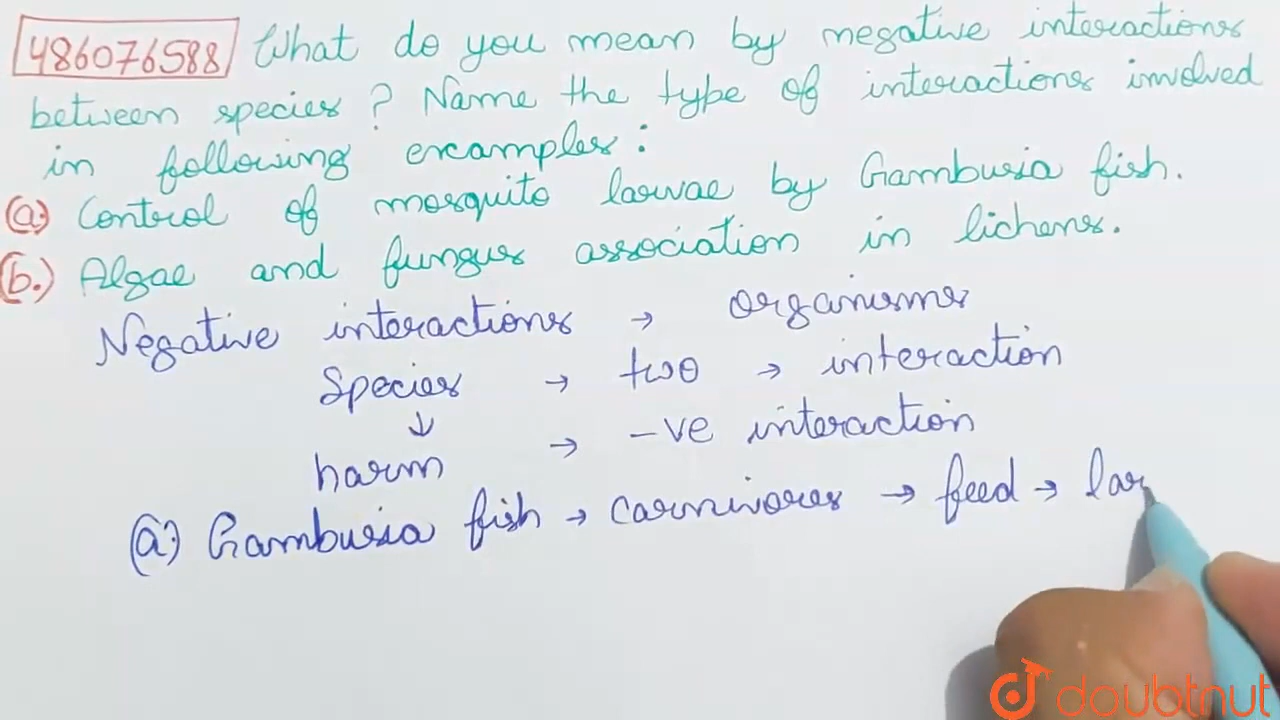 486076588 What do you mean by negative interactions
between species? Name the type of interactions involved
in following examples:
(a.) Control of mosquito larvae by Gambusia fish.
(b.) Algae and fungus association in lichens.
Negative interactions → organisms
Species → two → interaction
↓
harm → -ve interaction
(a.) Gambusia fish → carnivores → feed → lar
doubtnut